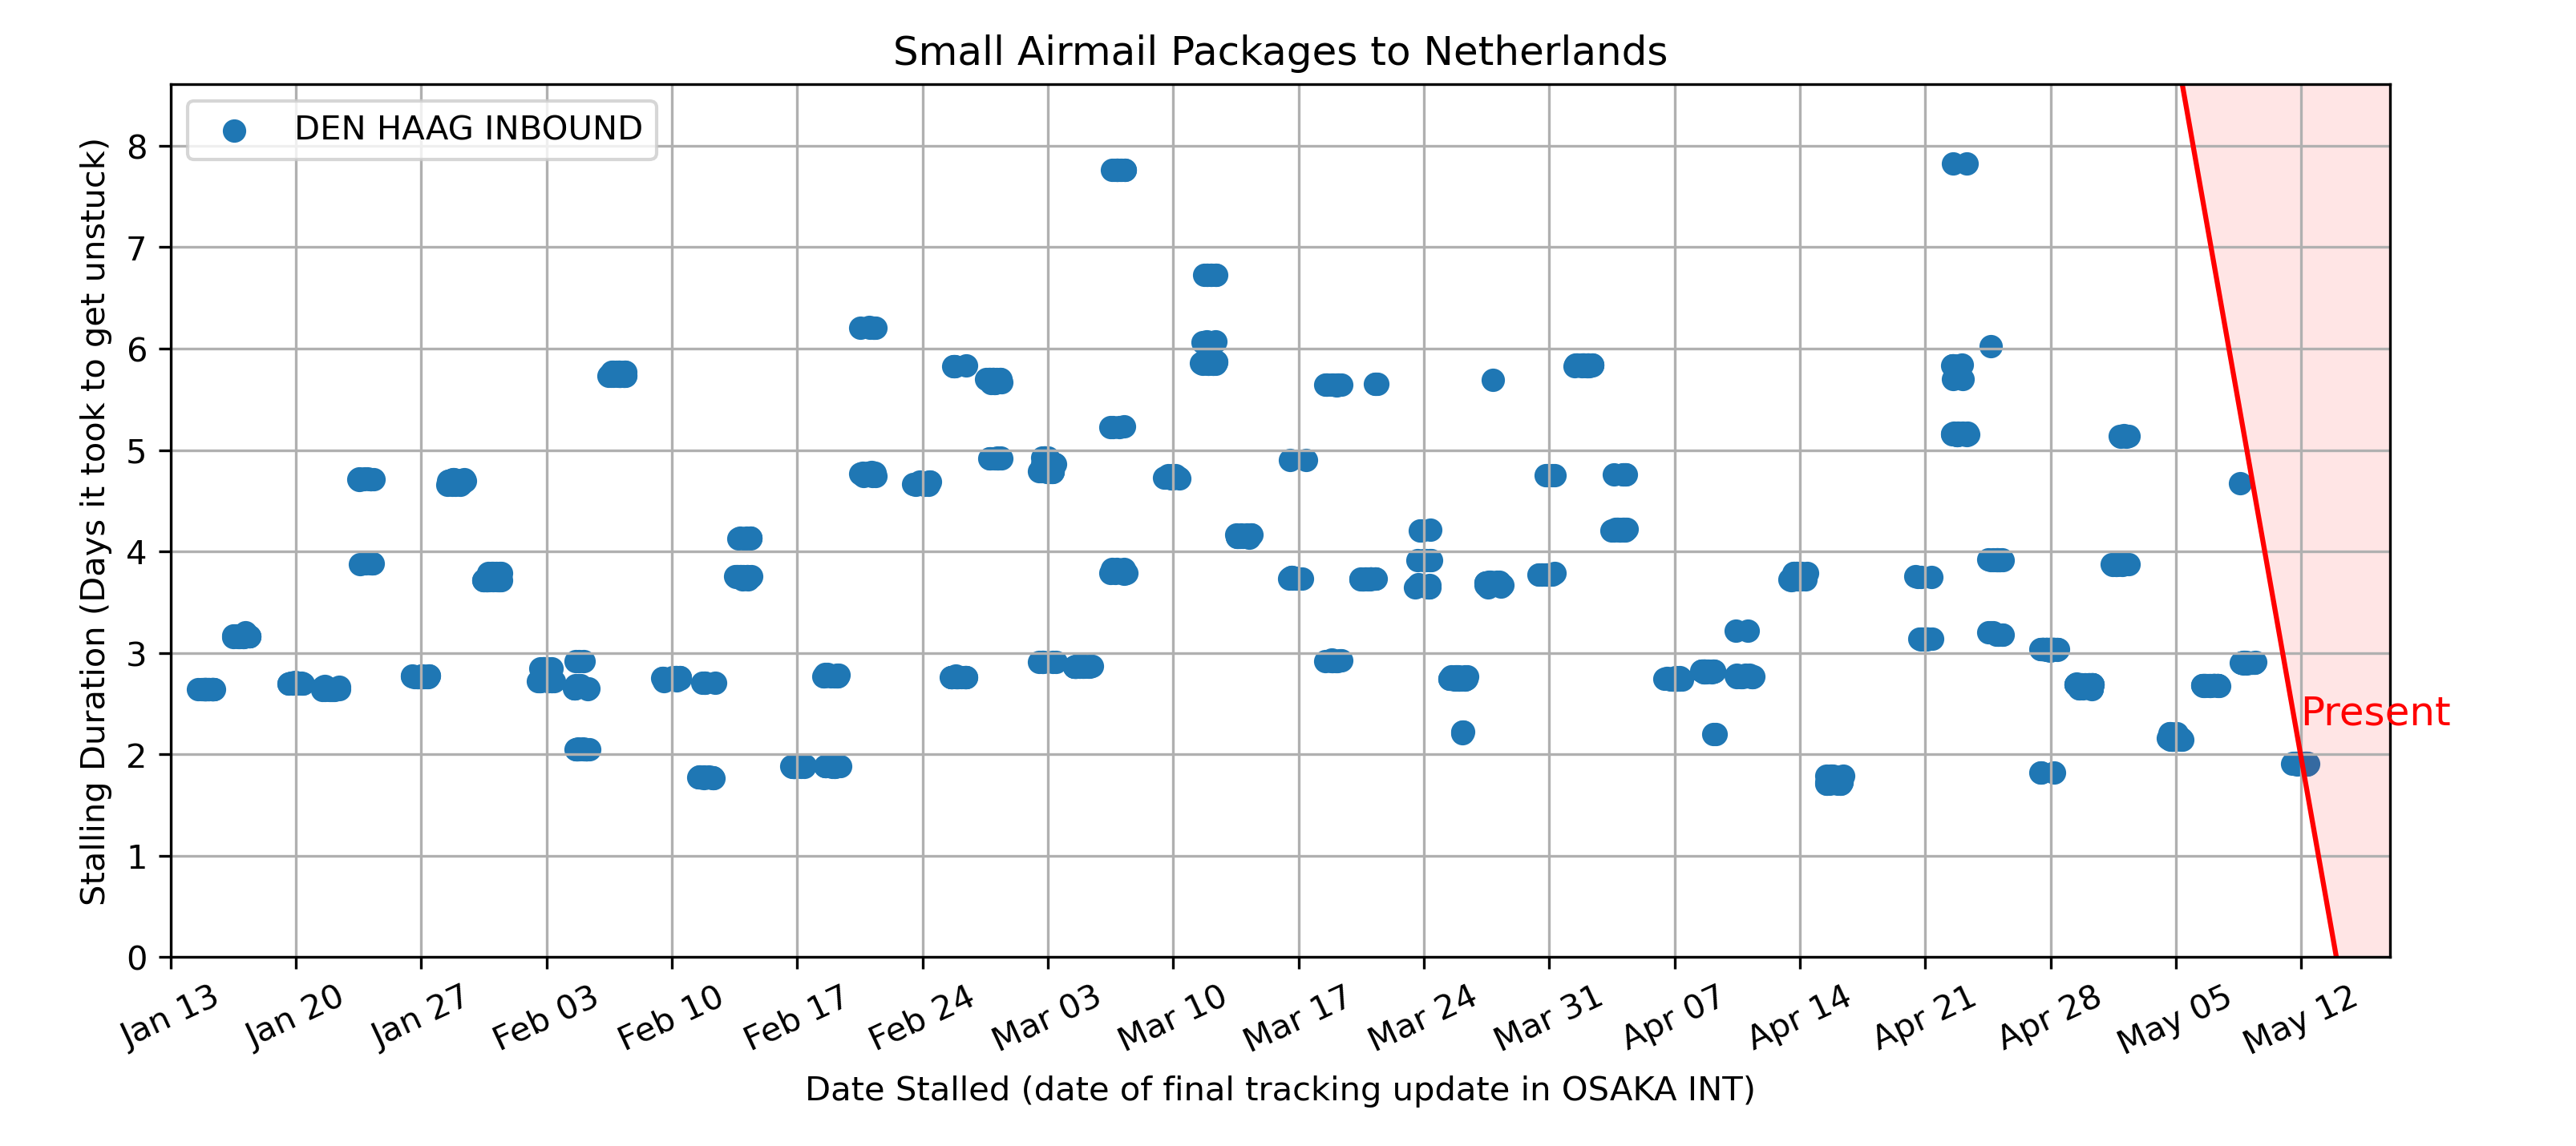 Small Airmail Packages to Netherlands
DEN HAAG INBOUND
Stalling Duration (Days it took to get unstuck)
8
7
6
5
4
3
2
1
0
Present
Jan 13
Jan 20
Jan 27
Feb 03
Feb 10
Feb 17
Feb 24
Mar 03
Mar 10
Mar 17
Mar 24
Mar 31
Apr 07
Apr 14
Apr 21
Apr 28
May 05
May 12
Date Stalled (date of final tracking update in OSAKA INT)